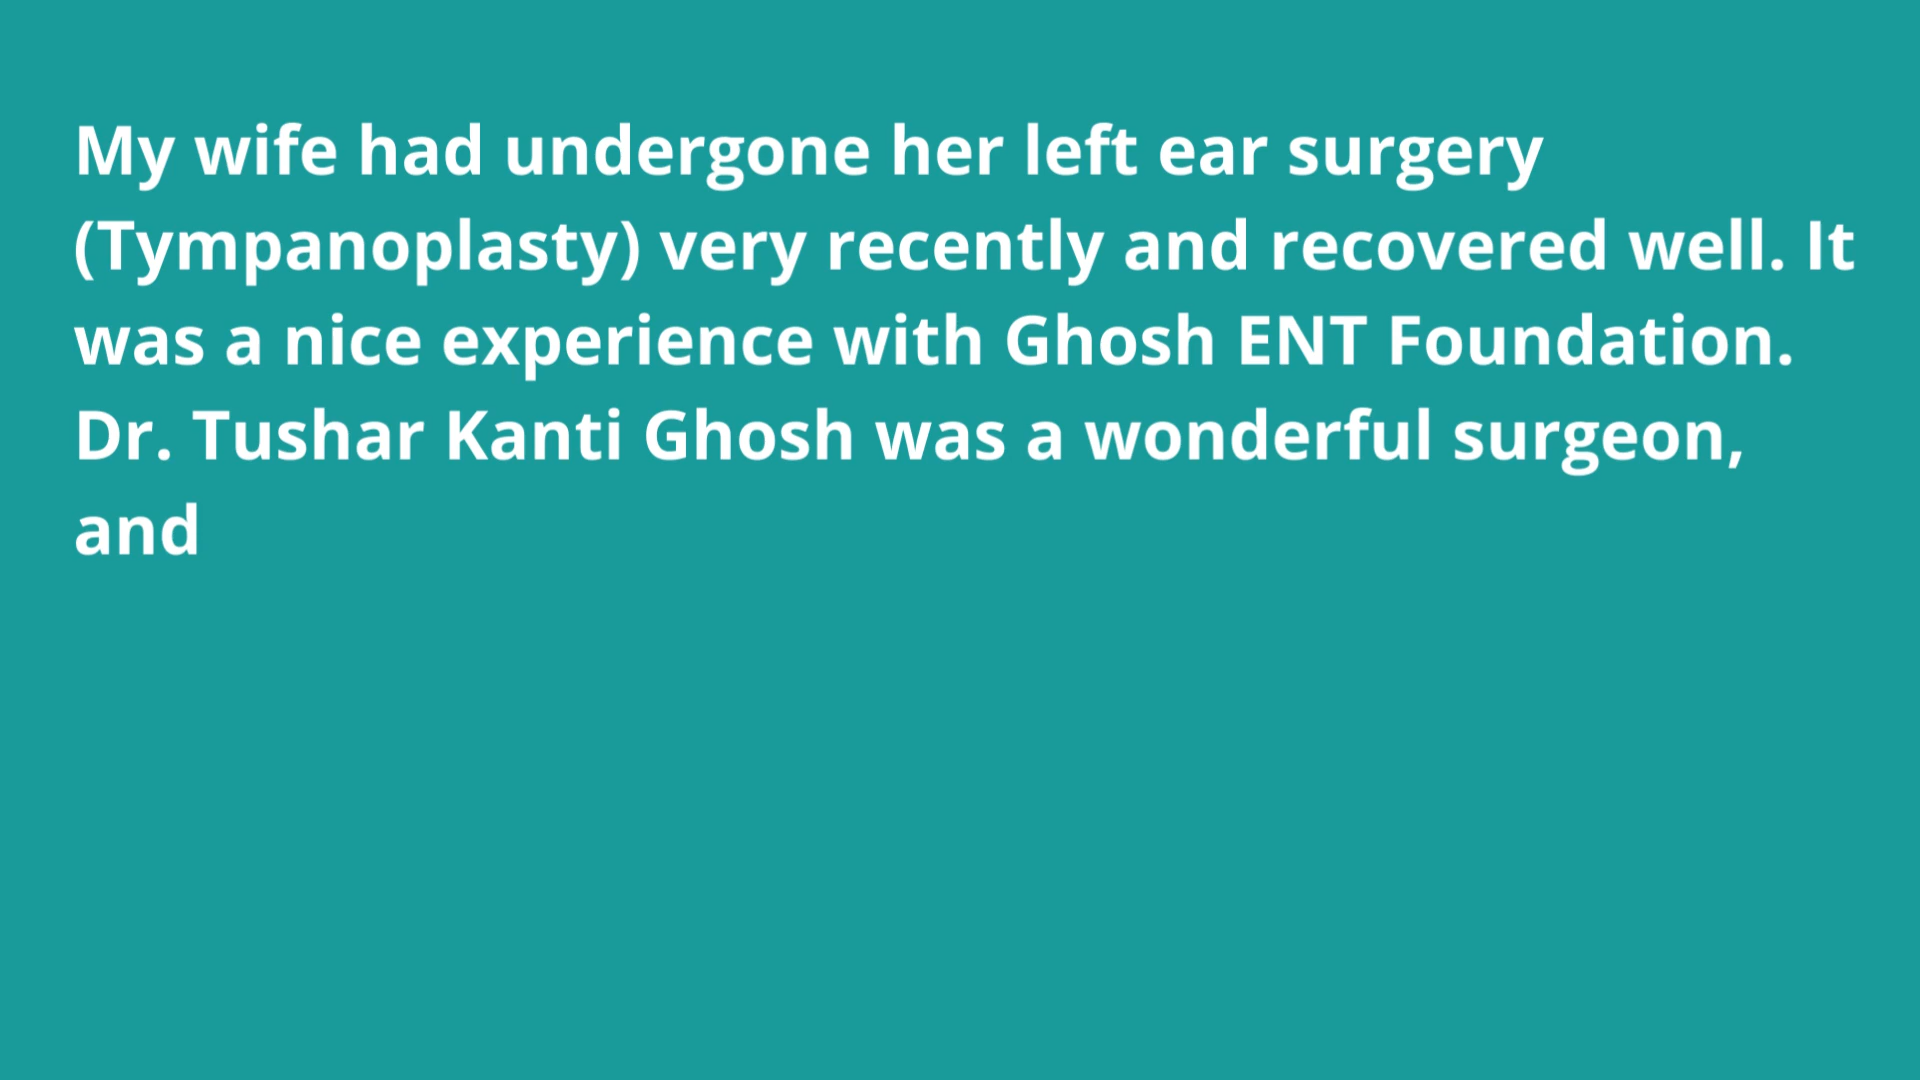 My wife had undergone her left ear surgery
(Tympanoplasty) very recently and recovered well. It
was a nice experience with Ghosh ENT Foundation.
Dr. Tushar Kanti Ghosh was a wonderful surgeon,
and